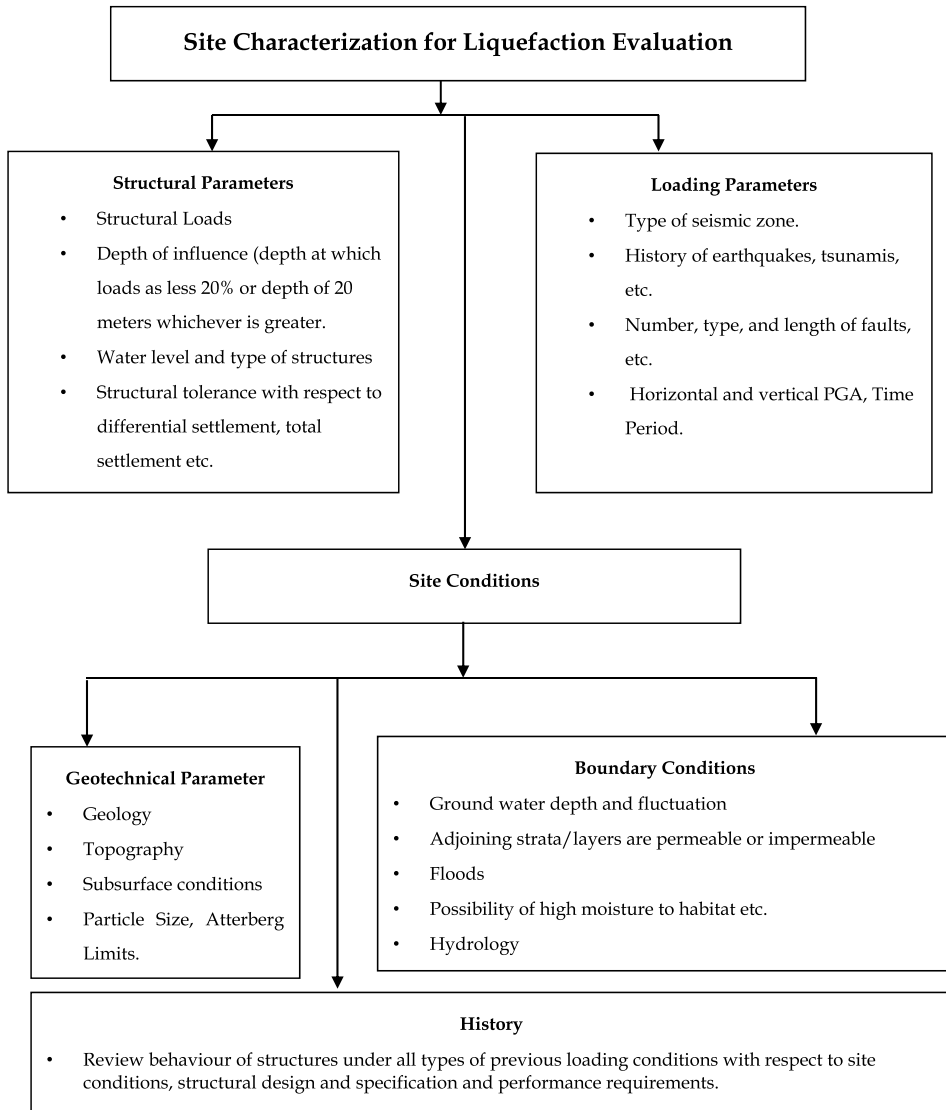 Site Characterization for Liquefaction Evaluation
Structural Parameters
• Structural Loads
• Depth of influence (depth at which
loads as less 20% or depth of 20
meters whichever is greater.
• Water level and type of structures
• Structural tolerance with respect to
differential settlement, total
settlement etc.
Loading Parameters
• Type of seismic zone.
• History of earthquakes, tsunamis,
etc.
• Number, type, and length of faults,
etc.
• Horizontal and vertical PGA, Time
Period.
Site Conditions
Geotechnical Parameter
• Geology
• Topography
• Subsurface conditions
• Particle Size, Atterberg
Limits.
Boundary Conditions
• Ground water depth and fluctuation
• Adjoining strata/layers are permeable or impermeable
• Floods
• Possibility of high moisture to habitat etc.
• Hydrology
History
• Review behaviour of structures under all types of previous loading conditions with respect to site
conditions, structural design and specification and performance requirements.